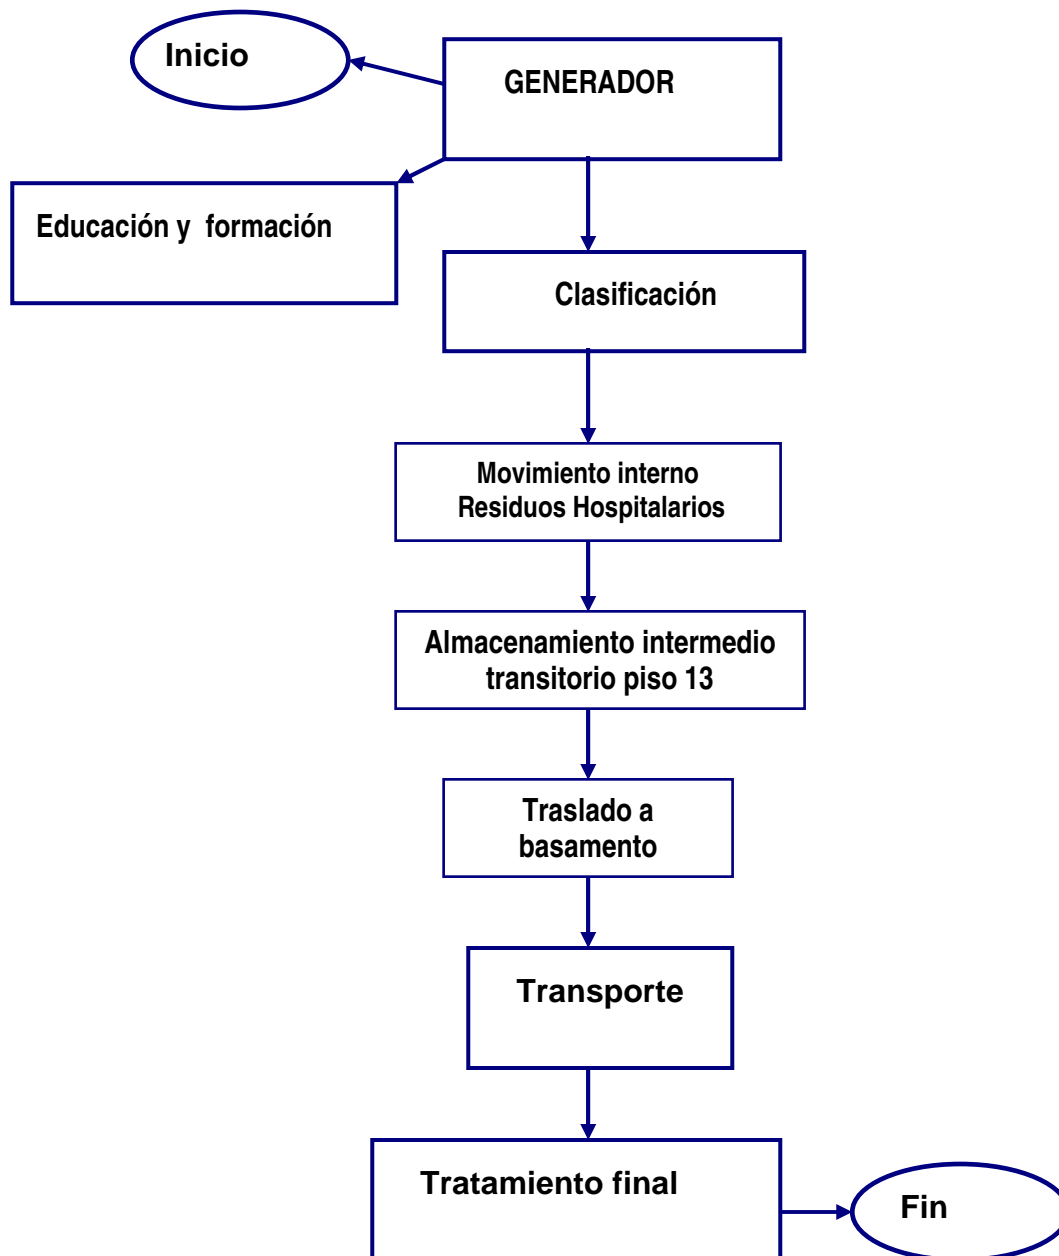 Inicio
GENERADOR
Educación y formación
Clasificación
Movimiento interno
Residuos Hospitalarios
Almacenamiento intermedio
transitorio piso 13
Traslado a
basamento
Transporte
Tratamiento final
Fin